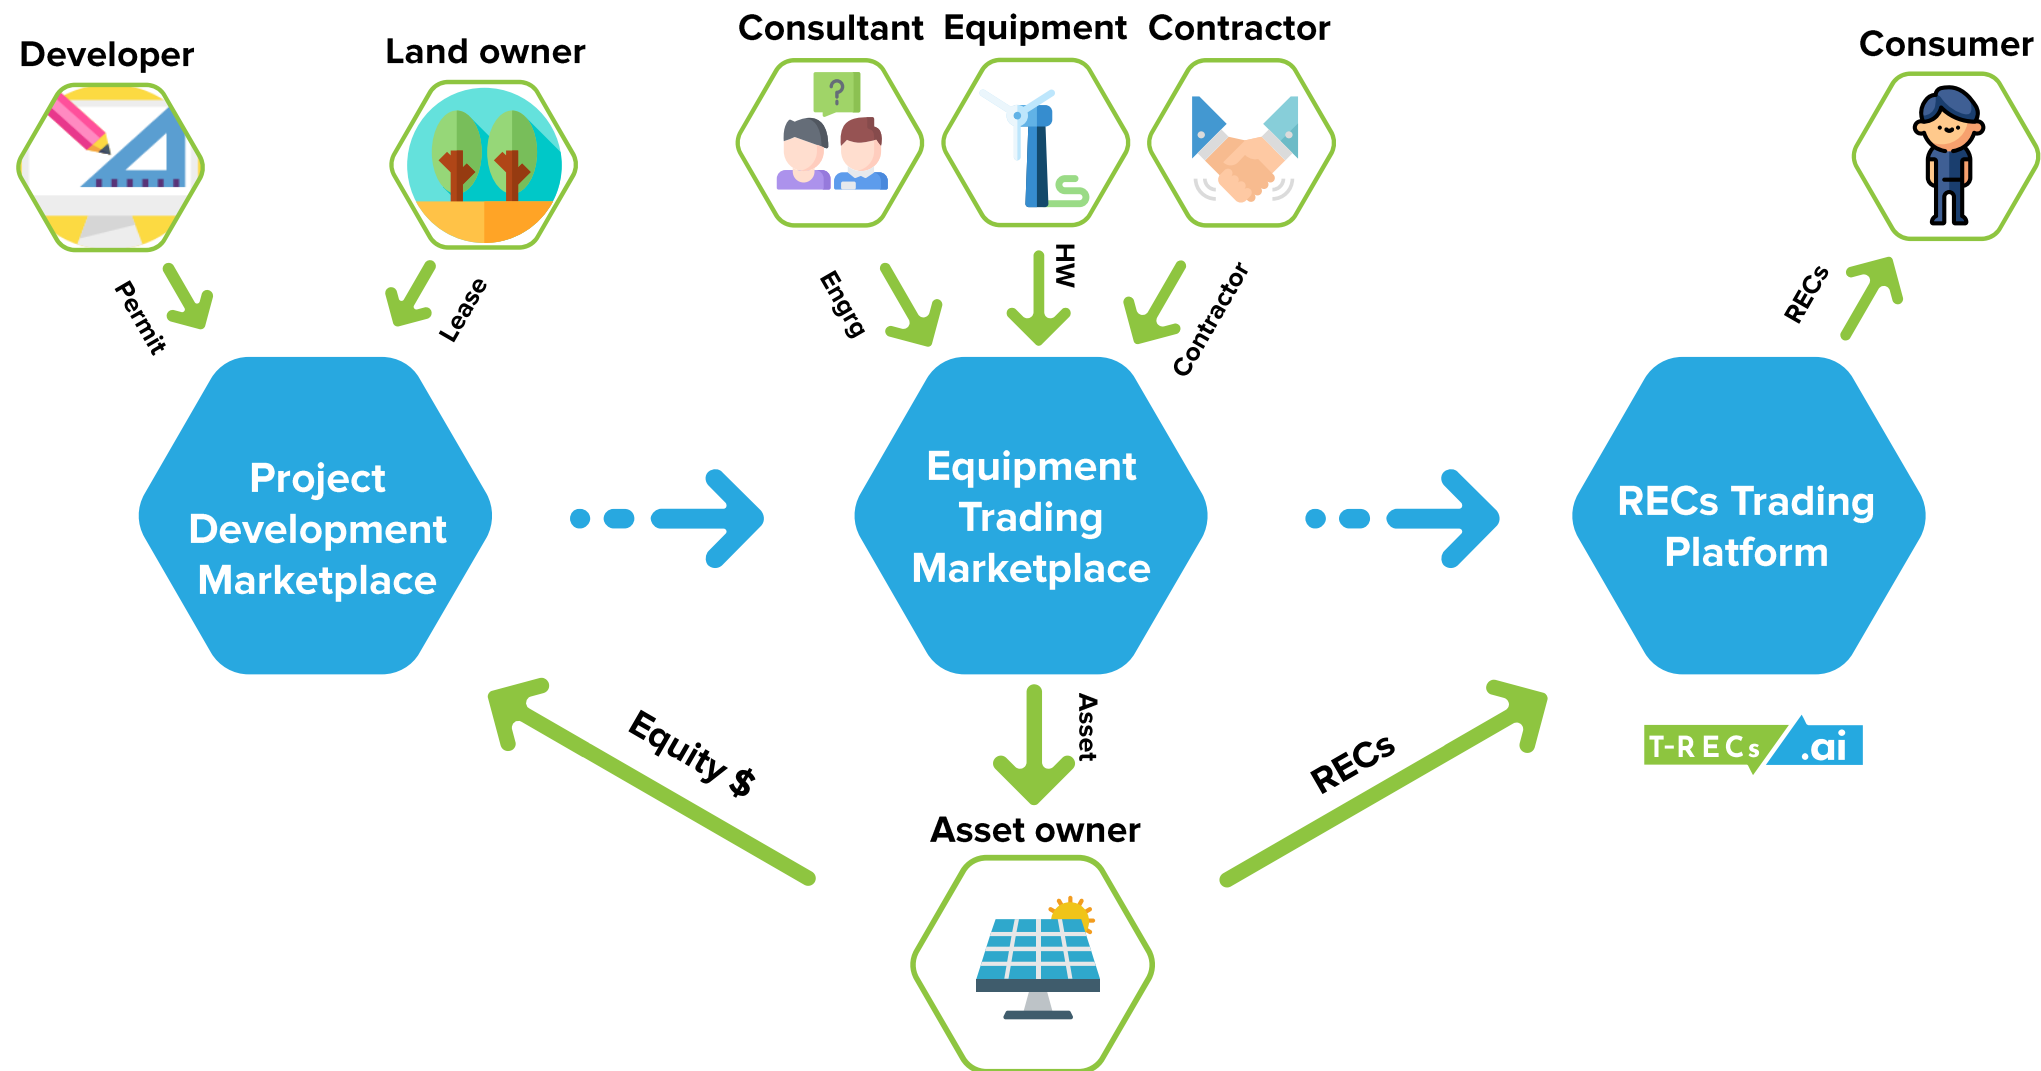 Developer
Land owner
Consultant
Equipment
Contractor
Consumer
?
Permit
Lease
Engrg
HW
Contractor
RECs
Project
Development
Marketplace
Equipment
Trading
Marketplace
RECs Trading
Platform
Equity $
Asset
RECs
T-RECs
.ai
Asset owner